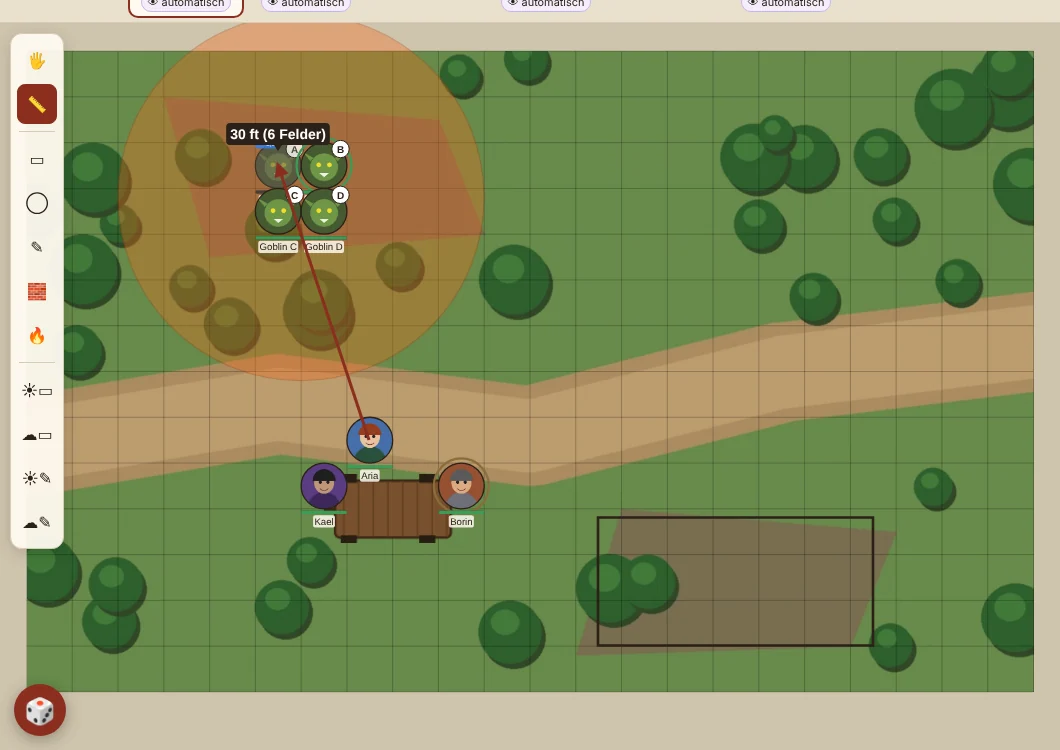 automatisch
automatisch
automatisch
automatisch
30 ft (6 Felder)
A
B
C
D
Goblin C
Goblin D
Aria
Kael
Borin